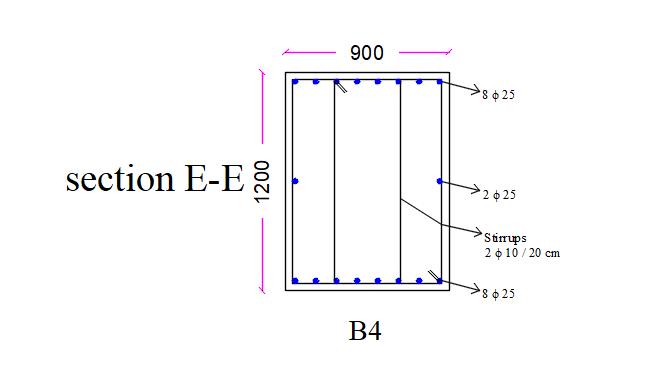 900
8 ϕ 25
section E-E
1200
2 ϕ 25
Stirrups
2 ϕ 10 / 20 cm
8 ϕ 25
B4